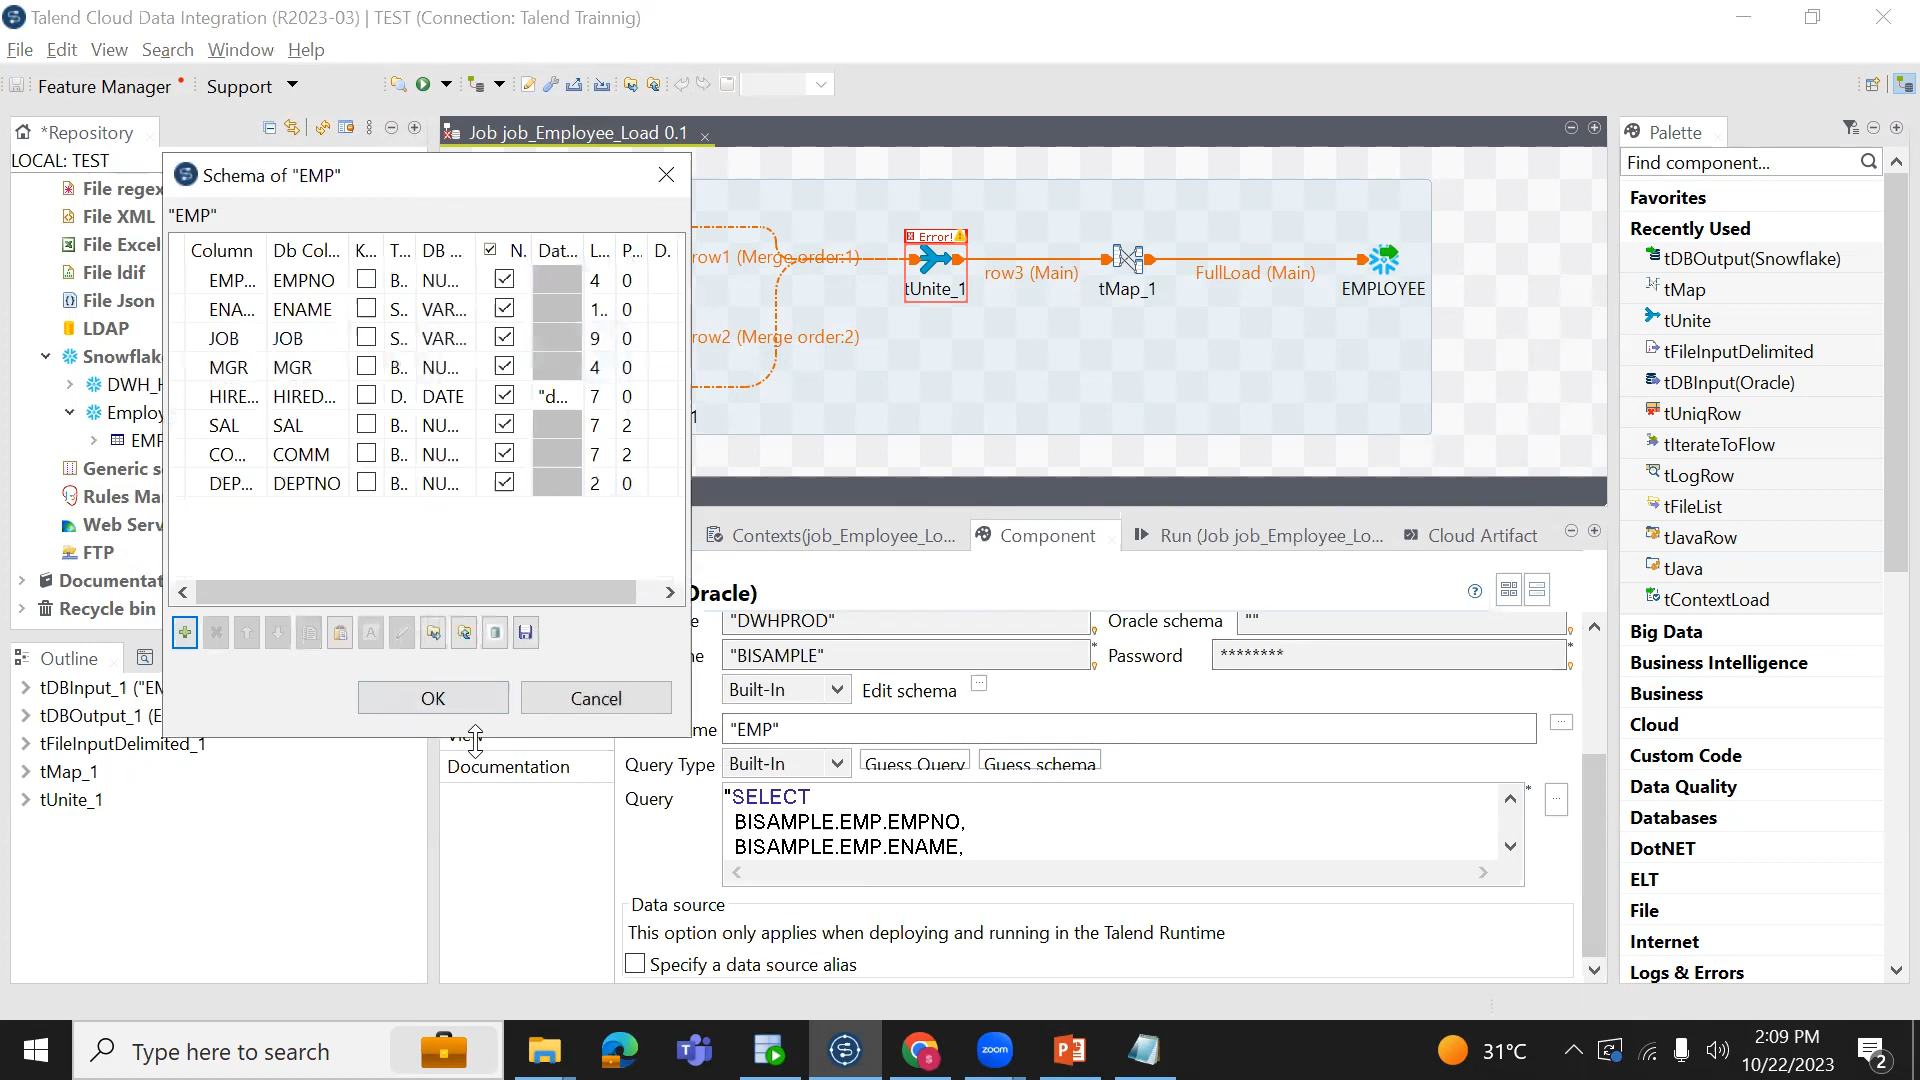 Talend Cloud Data Integration (R2023-03) | TEST (Connection: Talend Trainnig)
File Edit View Search Window Help
Feature Manager Support
*Repository
LOCAL: TEST
File regex
File XML
File Excel
File ldif
File Json
LDAP
Snowflak
DWH_H
Employ
EMP
Generic s
Rules Ma
Web Serv
FTP
Documentat
Recycle bin
Schema of "EMP"
"EMP"
Column Db Col... K... T... DB ... N. Dat... L... P... D.
EMP... EMPNO B.. NU... 4 0
ENA... ENAME S.. VAR... 1.. 0
JOB JOB S.. VAR... 9 0
MGR MGR B.. NU... 4 0
HIRE... HIRED... D. DATE "d... 7 0
SAL SAL B.. NU... 7 2
CO... COMM B.. NU... 7 2
DEP... DEPTNO B.. NU... 2 0
OK Cancel
Job job_Employee_Load 0.1
row1 (Merge order:1)
Error!
tUnite_1
row3 (Main)
tMap_1
FullLoad (Main)
EMPLOYEE
row2 (Merge order:2)
1
Contexts(job_Employee_Lo... Component Run (Job job_Employee_Lo... Cloud Artifact
Oracle)
"DWHPROD" Oracle schema ""
"BISAMPLE" Password ********
Built-In Edit schema
"EMP"
Query Type Built-In Guess Query Guess schema
Query
"SELECT
BISAMPLE.EMP.EMPNO,
BISAMPLE.EMP.ENAME,
Data source
This option only applies when deploying and running in the Talend Runtime
Specify a data source alias
Documentation
Outline
tDBInput_1 ("EM
tDBOutput_1 (E
tFileInputDelimited_1
tMap_1
tUnite_1
Palette
Find component...
Favorites
Recently Used
tDBOutput(Snowflake)
tMap
tUnite
tFileInputDelimited
tDBInput(Oracle)
tUniqRow
tIterateToFlow
tLogRow
tFileList
tJavaRow
tJava
tContextLoad
Big Data
Business Intelligence
Business
Cloud
Custom Code
Data Quality
Databases
DotNET
ELT
File
Internet
Logs & Errors
Type here to search
zoom
31°C
2:09 PM
10/22/2023
2